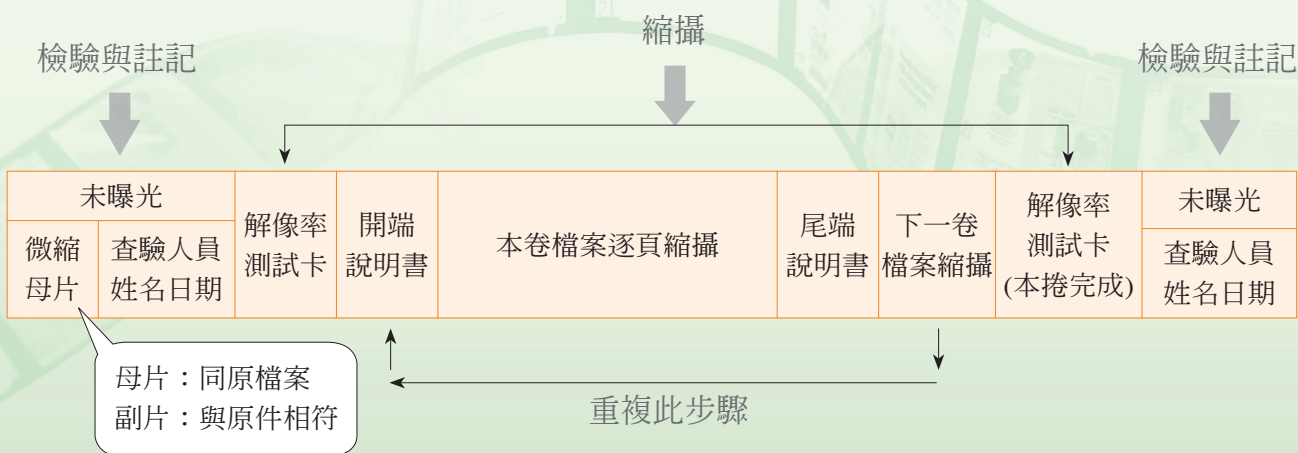 縮攝
檢驗與註記
檢驗與註記
未曝光
微縮
母片
查驗人員
姓名日期
解像率
測試卡
開端
說明書
本卷檔案逐頁縮攝
尾端
說明書
下一卷
檔案縮攝
解像率
測試卡
(本捲完成)
未曝光
查驗人員
姓名日期
母片：同原檔案
副片：與原件相符
重複此步驟